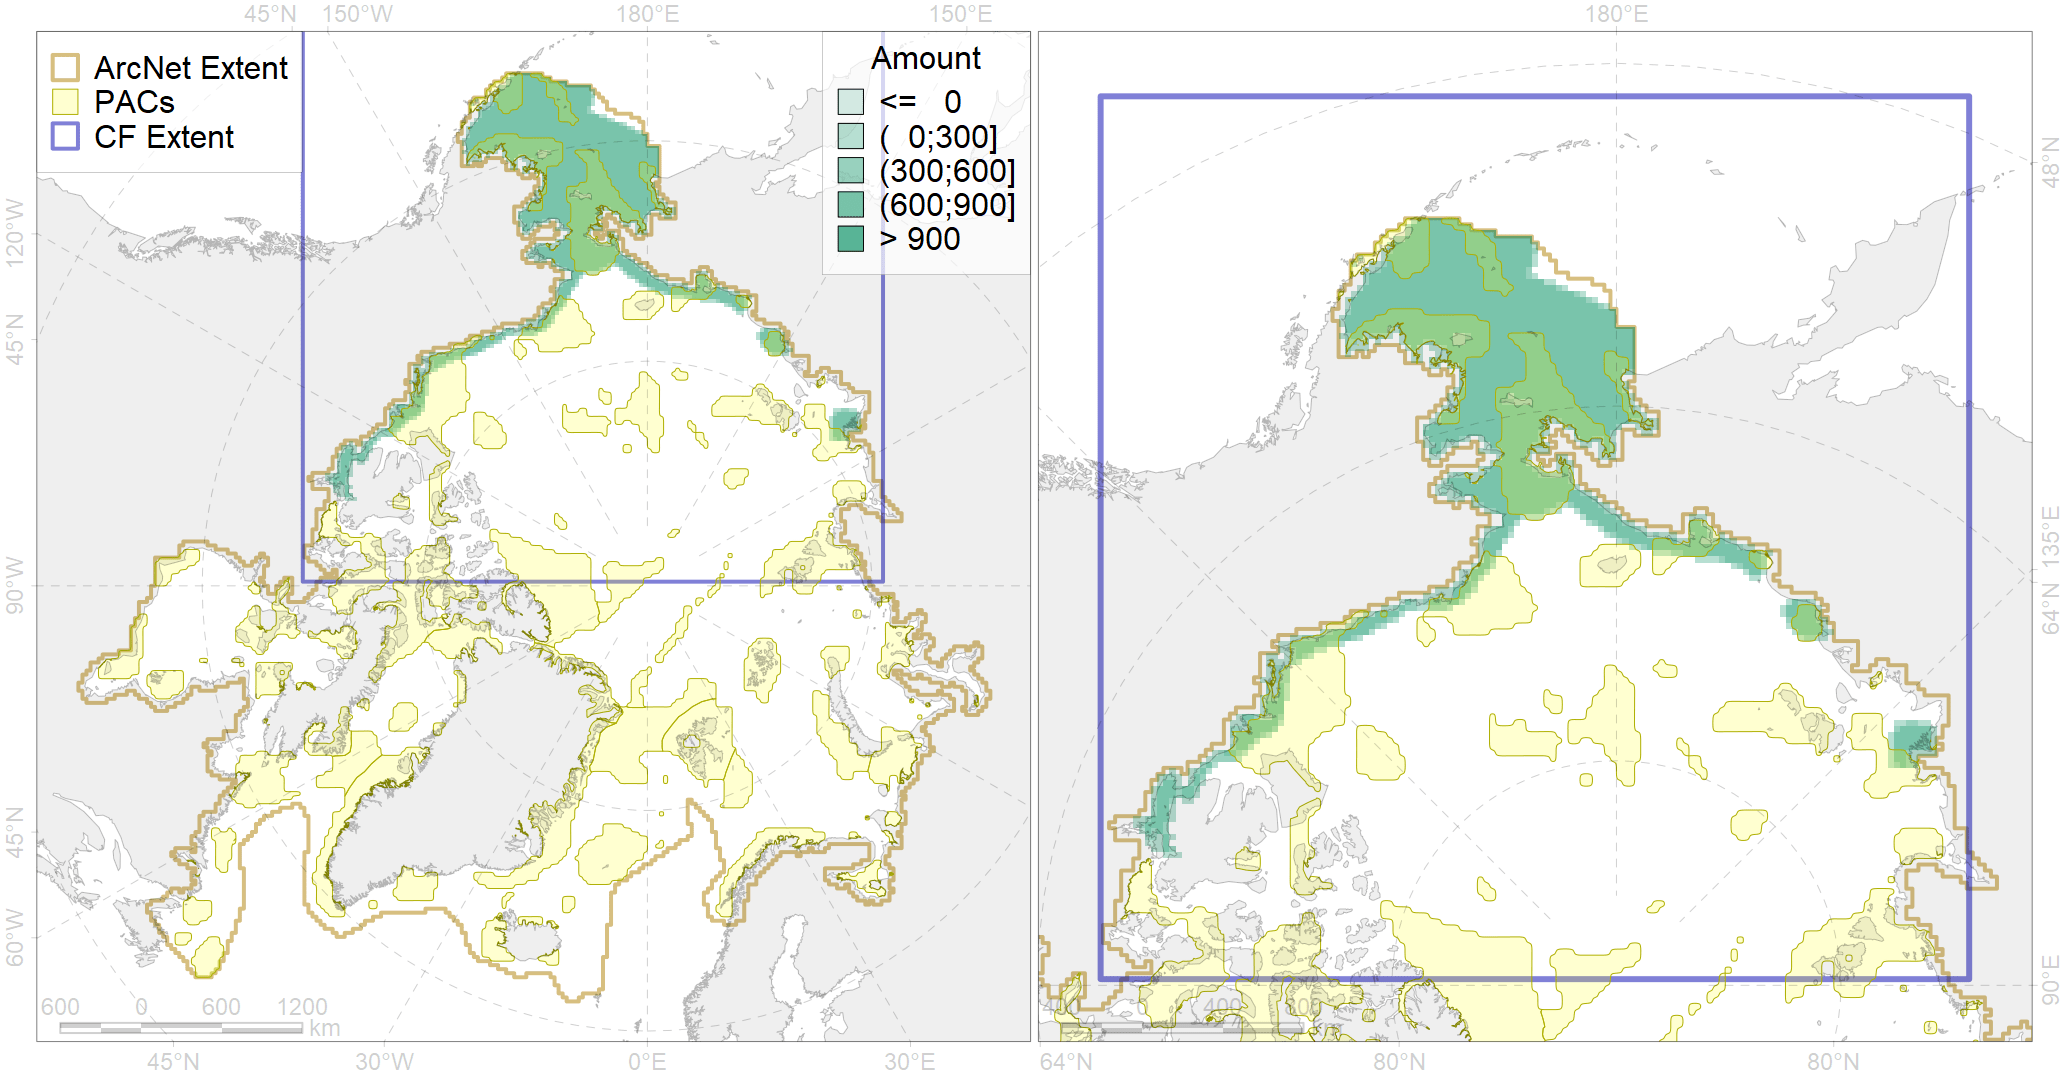 45°N 150°W 180°E 150°E 180°E
ArcNet Extent
PACs
CF Extent
Amount
<= 0
( 0;300]
(300;600]
(600;900]
> 900
120°W
45°N
90°W
45°N
60°W
48°N
135°E
64°N
90°E
600 0 600 1200
km
400
45°N 30°W 0°E 30°E 64°N 80°N 80°N